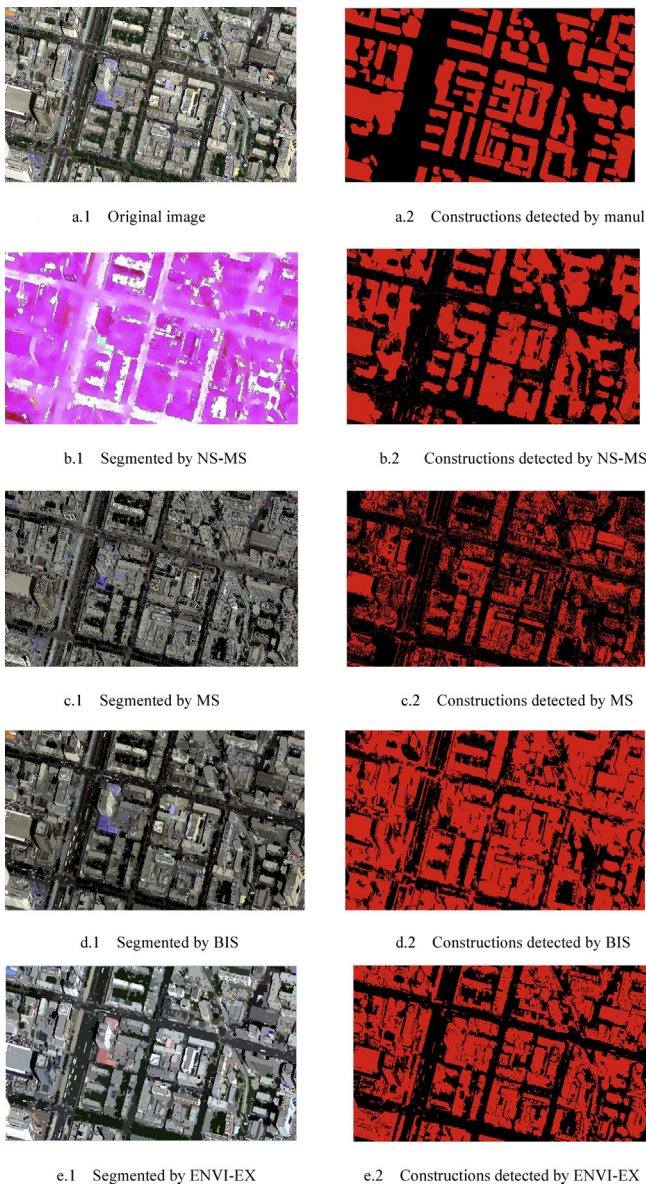 a.1 Original image
a.2 Constructions detected by manul
b.1 Segmented by NS-MS
b.2 Constructions detected by NS-MS
c.1 Segmented by MS
c.2 Constructions detected by MS
d.1 Segmented by BIS
d.2 Constructions detected by BIS
e.1 Segmented by ENVI-EX
e.2 Constructions detected by ENVI-EX